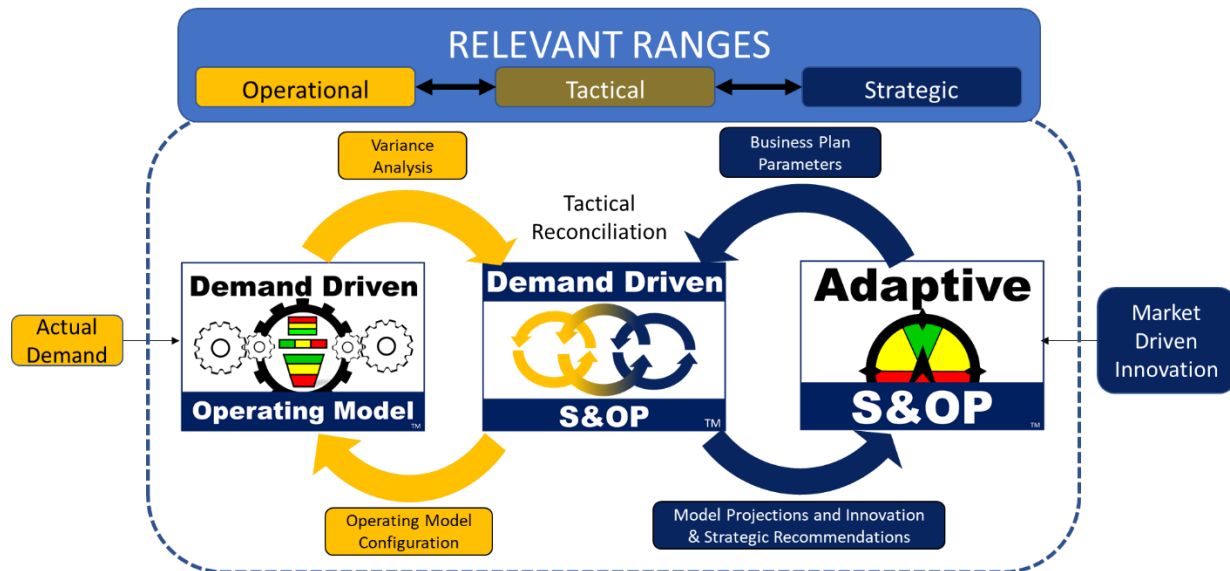 RELEVANT RANGES
Operational
Tactical
Strategic
Variance
Analysis
Business Plan
Parameters
Tactical
Reconciliation
Demand Driven
Operating Model
TM
Demand Driven
S&OP
TM
Adaptive
S&OP
TM
Actual
Demand
Market
Driven
Innovation
Operating Model
Configuration
Model Projections and Innovation
& Strategic Recommendations